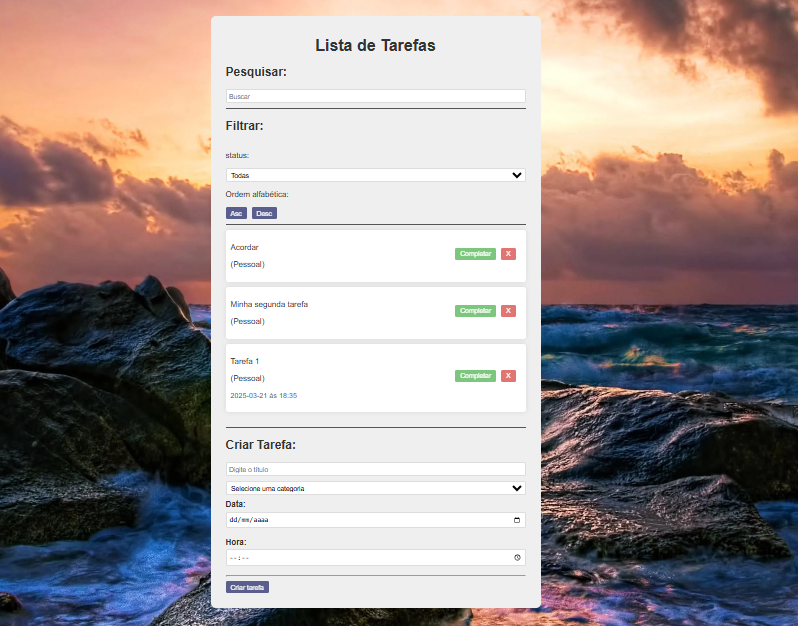 Lista de Tarefas
Pesquisar:
Buscar
Filtrar:
status:
Todas
Ordem alfabética:
Asc Desc
Acordar
(Pessoal)
Completar X
Minha segunda tarefa
(Pessoal)
Completar X
Tarefa 1
(Pessoal)
2025-03-21 ás 18:35
Completar X
Criar Tarefa:
Digite o título
Selecione uma categoria
Data:
dd/mm/aaaa
Hora:
--:--
Criar tarefa